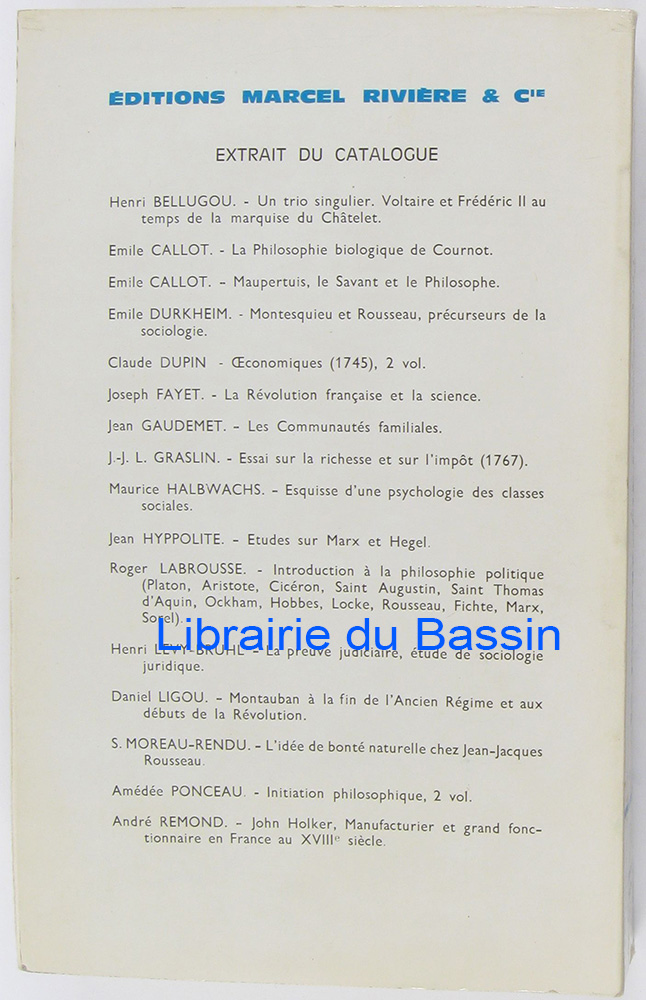 ÉDITIONS MARCEL RIVIÈRE & CIE
EXTRAIT DU CATALOGUE
Henri BELLUGOU. - Un trio singulier. Voltaire et Frédéric II au
temps de la marquise du Châtelet.
Emile CALLOT. - La Philosophie biologique de Cournot.
Emile CALLOT. – Maupertuis, le Savant et le Philosophe.
Emile DURKHEIM. - Montesquieu et Rousseau, précurseurs de la
sociologie.
Claude DUPIN - Œconomiques (1745), 2 vol.
Joseph FAYET. - La Révolution française et la science.
Jean GAUDEMET. – Les Communautés familiales.
J.-J. L. GRASLIN. - Essai sur la richesse et sur l'impôt (1767).
Maurice HALBWACHS. – Esquisse d'une psychologie des classes
sociales.
Jean HYPPOLITE. – Etudes sur Marx et Hegel.
Roger LABROUSSE. - Introduction à la philosophie politique
(Platon, Aristote, Cicéron, Saint Augustin, Saint Thomas
d'Aquin, Ockham, Hobbes, Locke, Rousseau, Fichte, Marx,
Sorel).
Librairie du Bassin
Henri LEVY-BRUHL – La preuve judiciaire, étude de sociologie
juridique.
Daniel LIGOU. – Montauban à la fin de l'Ancien Régime et aux
débuts de la Révolution.
S. MOREAU-RENDU. – L'idée de bonté naturelle chez Jean-Jacques
Rousseau.
Amédée PONCEAU. - Initiation philosophique, 2 vol.
André REMOND. – John Holker, Manufacturier et grand fonc-
tionnaire en France au XVIIIe siècle.